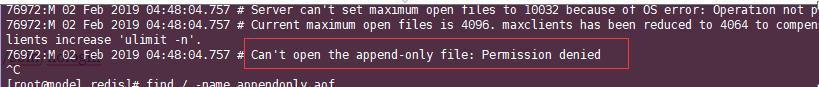 76972:M 02 Feb 2019 04:48:04.757 # Server can't set maximum open files to 10032 because of OS error: Operation not p
76972:M 02 Feb 2019 04:48:04.757 # Current maximum open files is 4096. maxclients has been reduced to 4064 to compen
lients increase 'ulimit -n'.
76972:M 02 Feb 2019 04:48:04.757 # Can't open the append-only file: Permission denied
^C
[root@model redis]# find / -name appendonly.aof